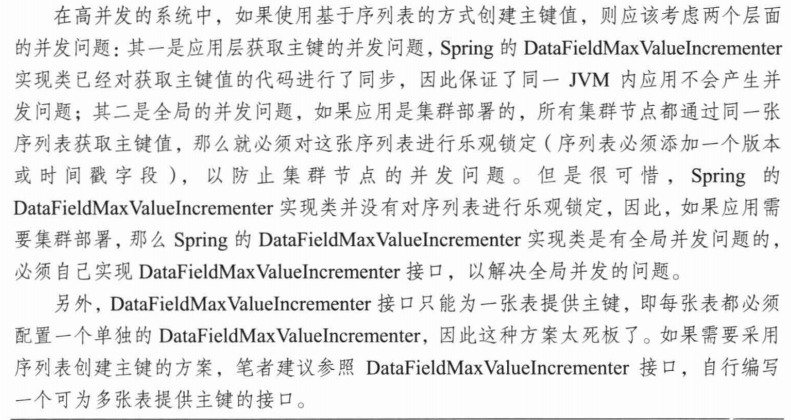 在高并发的系统中，如果使用基于序列表的方式创建主键值，则应该考虑两个层面
的并发问题：其一是应用层获取主键的并发问题，Spring 的 DataFieldMaxValueIncrementer
实现类已经对获取主键值的代码进行了同步，因此保证了同一 JVM 内应用不会产生并
发问题；其二是全局的并发问题，如果应用是集群部署的，所有集群节点都通过同一张
序列表获取主键值，那么就必须对这张序列表进行乐观锁定（序列表必须添加一个版本
或时间戳字段），以防止集群节点的并发问题。但是很可惜，Spring 的
DataFieldMaxValueIncrementer 实现类并没有对序列表进行乐观锁定，因此，如果应用需
要集群部署，那么 Spring 的 DataFieldMaxValueIncrementer 实现类是有全局并发问题的，
必须自己实现 DataFieldMaxValueIncrementer 接口，以解决全局并发的问题。
另外，DataFieldMaxValueIncrementer 接口只能为一张表提供主键，即每张表都必须
配置一个单独的 DataFieldMaxValueIncrementer，因此这种方案太死板了。如果需要采用
序列表创建主键的方案，笔者建议参照 DataFieldMaxValueIncrementer 接口，自行编写
一个可为多张表提供主键的接口。